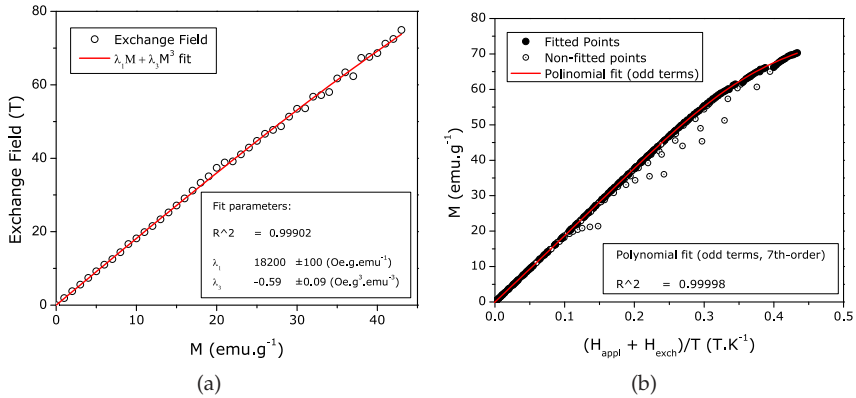 80
60
40
20
0
Exchange Field (T)
Exchange Field
λ₁M + λ₃M³ fit
Fit parameters:
R^2 = 0.99902
λ₁ 18200 ±100 (Oe.g.emu⁻¹)
λ₃ -0.59 ±0.09 (Oe.g³.emu⁻³)
0 10 20 30 40
M (emu.g⁻¹)
(a)
80
70
60
50
40
30
20
10
0
M (emu.g⁻¹)
Fitted Points
Non-fitted points
Polinomial fit (odd terms)
Polynomial fit (odd terms, 7th-order)
R^2 = 0.99998
0.0 0.1 0.2 0.3 0.4 0.5
(Happl + Hexch)/T (T.K⁻¹)
(b)